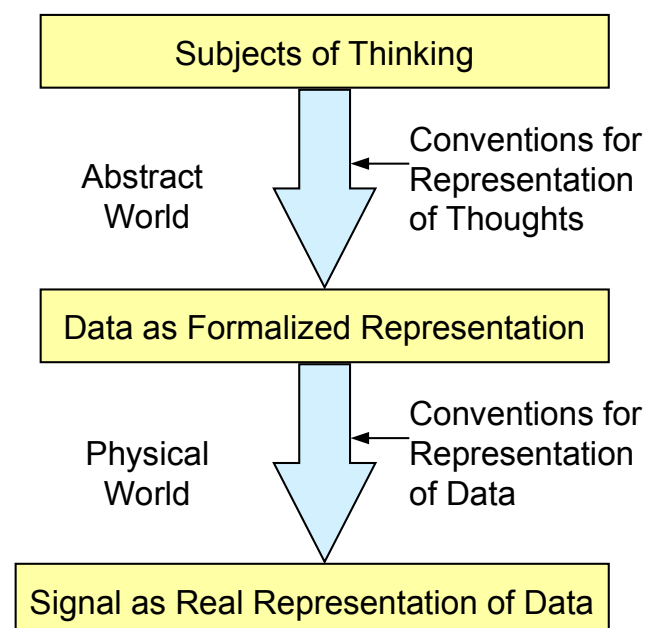 Subjects of Thinking
Abstract
World
Conventions for
Representation
of Thoughts
Data as Formalized Representation
Physical
World
Conventions for
Representation
of Data
Signal as Real Representation of Data